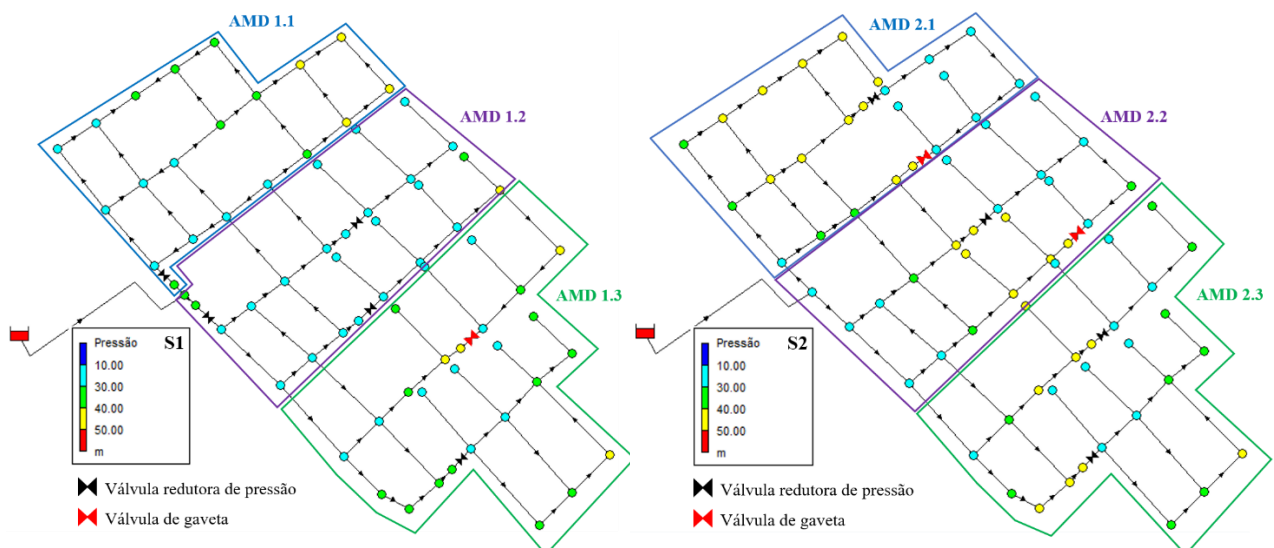 AMD 1.1
AMD 1.2
AMD 1.3
S1
Pressão
10.00
30.00
40.00
50.00
m
Válvula redutora de pressão
Válvula de gaveta
AMD 2.1
AMD 2.2
AMD 2.3
S2
Pressão
10.00
30.00
40.00
50.00
m
Válvula redutora de pressão
Válvula de gaveta